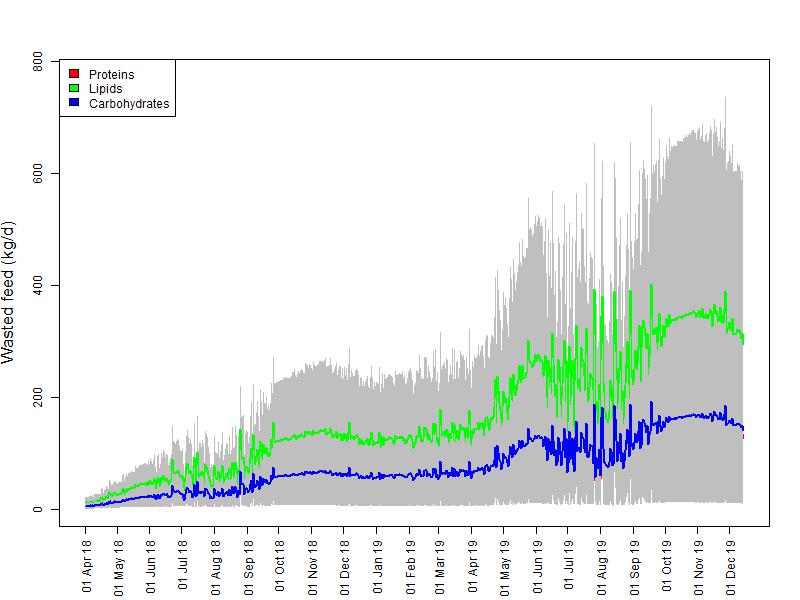 Proteins
Lipids
Carbohydrates
Wasted feed (kg/d)
800
600
400
200
0
01 Apr 18
01 May 18
01 Jun 18
01 Jul 18
01 Aug 18
01 Sep 18
01 Oct 18
01 Nov 18
01 Dec 18
01 Jan 19
01 Feb 19
01 Mar 19
01 Apr 19
01 May 19
01 Jun 19
01 Jul 19
01 Aug 19
01 Sep 19
01 Oct 19
01 Nov 19
01 Dec 19